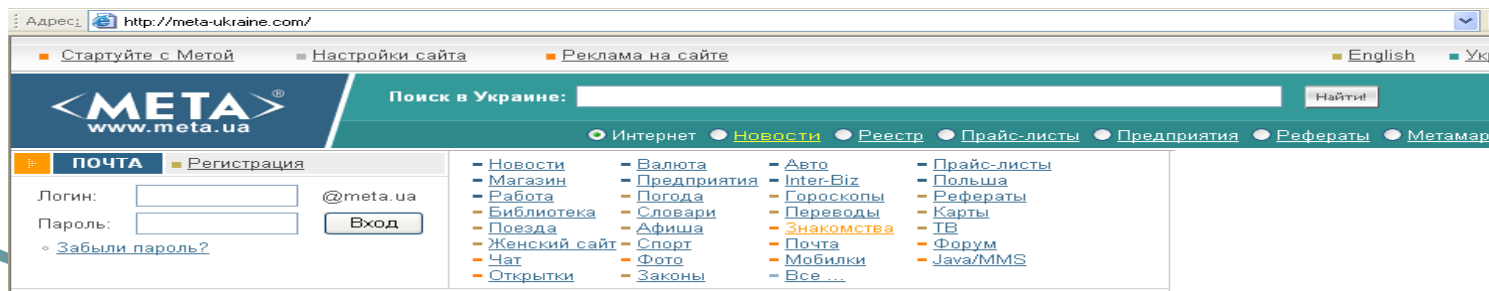 Адрес: http://meta-ukraine.com/
Стартуйте с Метой Настройки сайта Реклама на сайте English
<META>®
www.meta.ua
Поиск в Украине: Найти!
Интернет Новости Реестр Прайс-листы Предприятия Рефераты
ПОЧТА Регистрация
Логин: @meta.ua
Пароль: Вход
Забыли пароль?
Новости Валюта Авто Прайс-листы
Магазин Предприятия Inter-Biz Польша
Работа Погода Гороскопы Рефераты
Библиотека Словари Переводы Карты
Поезда Афиша Знакомства ТВ
Женский сайт Спорт Почта Форум
Чат Фото Мобилки Java/MMS
Открытки Законы Все ...